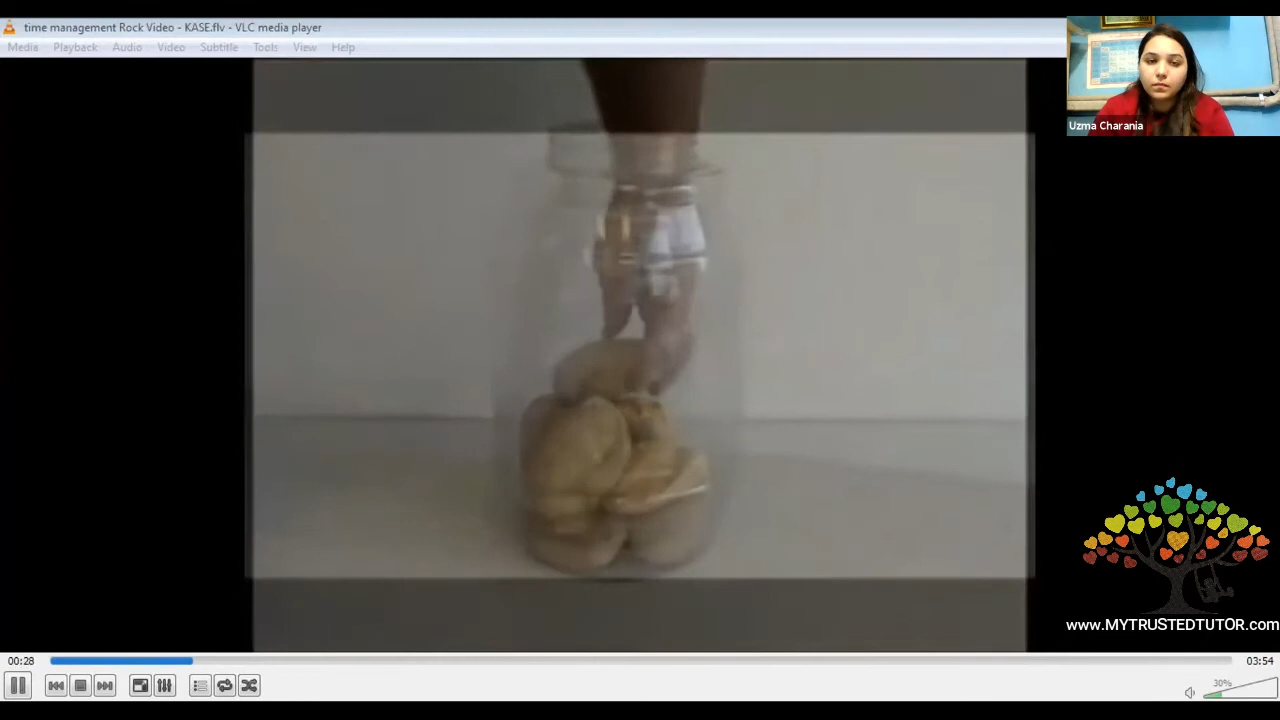 time management Rock Video - KASE.flv - VLC media player
Media Playback Audio Video Subtitle Tools View Help
Uzma Charania
www.MYTRUSTEDTUTOR.com
00:28
03:54
30%